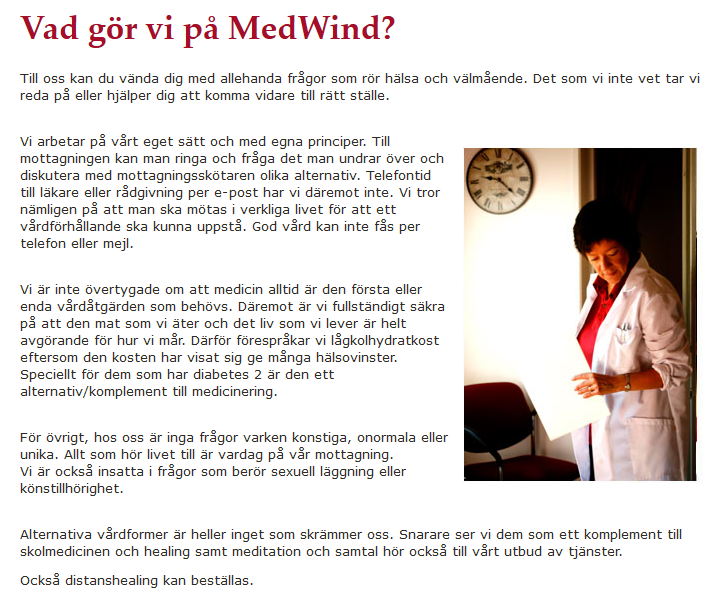 Vad gör vi på MedWind?
Till oss kan du vända dig med allehanda frågor som rör hälsa och välmående. Det som vi inte vet tar vi
reda på eller hjälper dig att komma vidare till rätt ställe.
Vi arbetar på vårt eget sätt och med egna principer. Till
mottagningen kan man ringa och fråga det man undrar över och
diskutera med mottagningsskötaren olika alternativ. Telefontid
till läkare eller rådgivning per e-post har vi däremot inte. Vi tror
nämligen på att man ska mötas i verkliga livet för att ett
vårdförhållande ska kunna uppstå. God vård kan inte fås per
telefon eller mejl.
Vi är inte övertygade om att medicin alltid är den första eller
enda vårdåtgärden som behövs. Däremot är vi fullständigt säkra
på att den mat som vi äter och det liv som vi lever är helt
avgörande för hur vi mår. Därför förespråkar vi lågkolhydratkost
eftersom den kosten har visat sig ge många hälsovinster.
Speciellt för dem som har diabetes 2 är den ett
alternativ/komplement till medicinering.
För övrigt, hos oss är inga frågor varken konstiga, onormala eller
unika. Allt som hör livet till är vardag på vår mottagning.
Vi är också insatta i frågor som berör sexuell läggning eller
könstillhörighet.
Alternativa vårdformer är heller inget som skrämmer oss. Snarare ser vi dem som ett komplement till
skolmedicinen och healing samt meditation och samtal hör också till vårt utbud av tjänster.
Också distanshealing kan beställas.